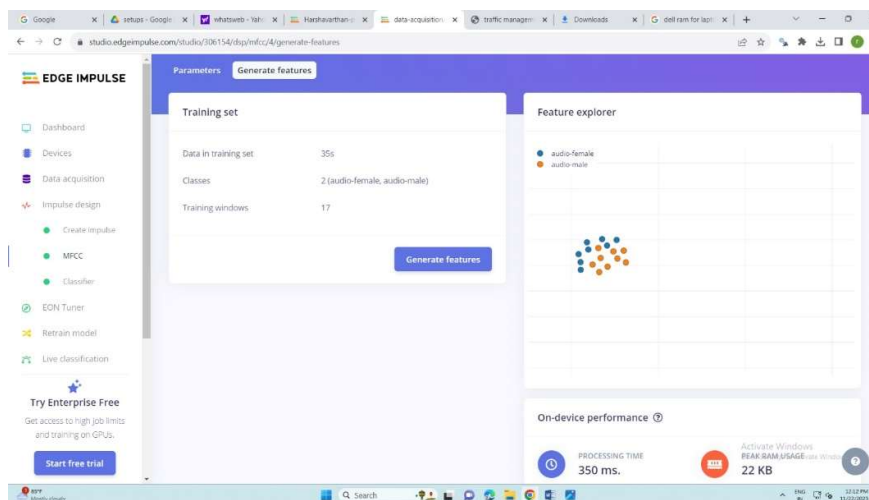 Google
setups - Google
whatsweb - Yah
Harshavarthan-
data-acquisition
traffic managem
Downloads
dell ram for lapt
studio.edgeimpulse.com/studio/306154/dsp/mfcc/4/generate-features
EDGE IMPULSE
Dashboard
Devices
Data acquisition
Impulse design
Create impulse
MFCC
Classifier
EON Tuner
Retrain model
Live classification
Try Enterprise Free
Get access to high job limits
and training on GPUs.
Start free trial
Parameters
Generate features
Training set
Data in training set 35s
Classes 2 (audio-female, audio-male)
Training windows 17
Generate features
Feature explorer
audio-female
audio-male
On-device performance
PROCESSING TIME
350 ms.
PEAK RAM USAGE
22 KB
Activate Windows
Search
ENG
12:12 PM